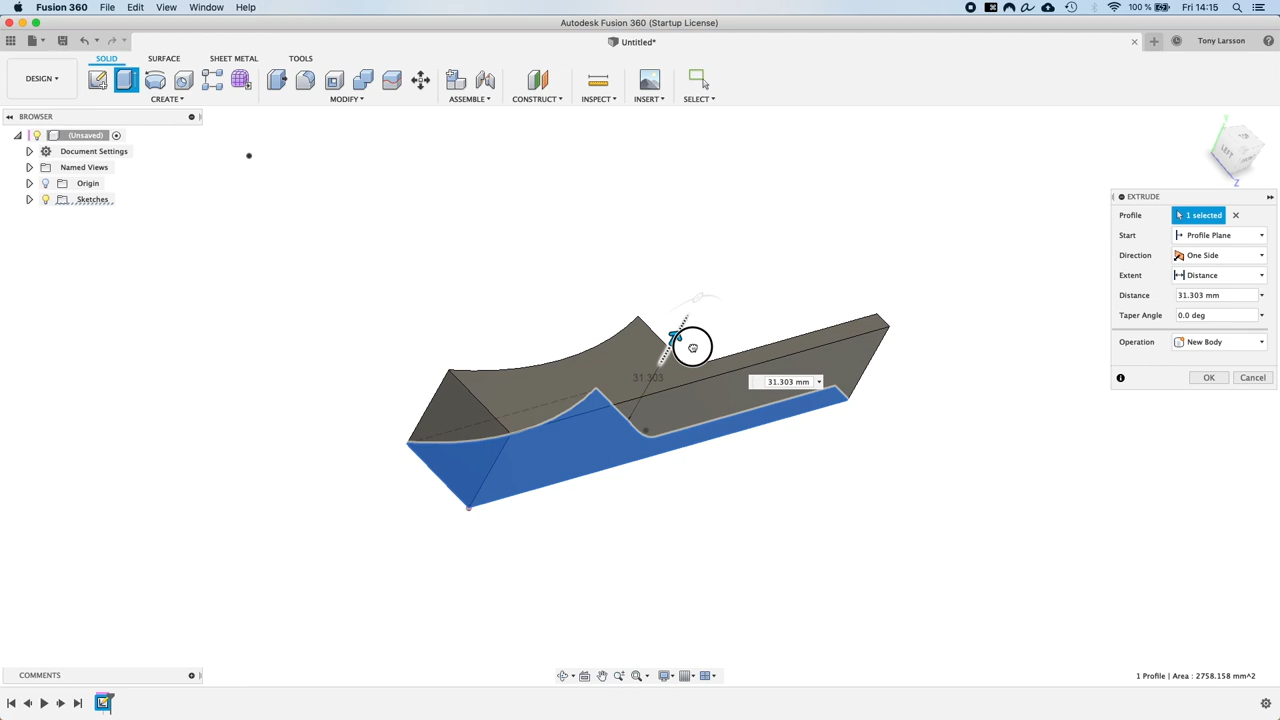 Fusion 360 File Edit View Window Help 100 % Fri 14:15
Autodesk Fusion 360 (Startup License)
Untitled* Tony Larsson
SOLID SURFACE SHEET METAL TOOLS
DESIGN
CREATE MODIFY ASSEMBLE CONSTRUCT INSPECT INSERT SELECT
BROWSER
(Unsaved)
Document Settings
Named Views
Origin
Sketches
LEFT
Z
EXTRUDE
Profile 1 selected
Start Profile Plane
Direction One Side
Extent Distance
Distance 31.303 mm
Taper Angle 0.0 deg
Operation New Body
OK Cancel
31.303
31.303 mm
COMMENTS
1 Profile | Area : 2758.158 mm^2